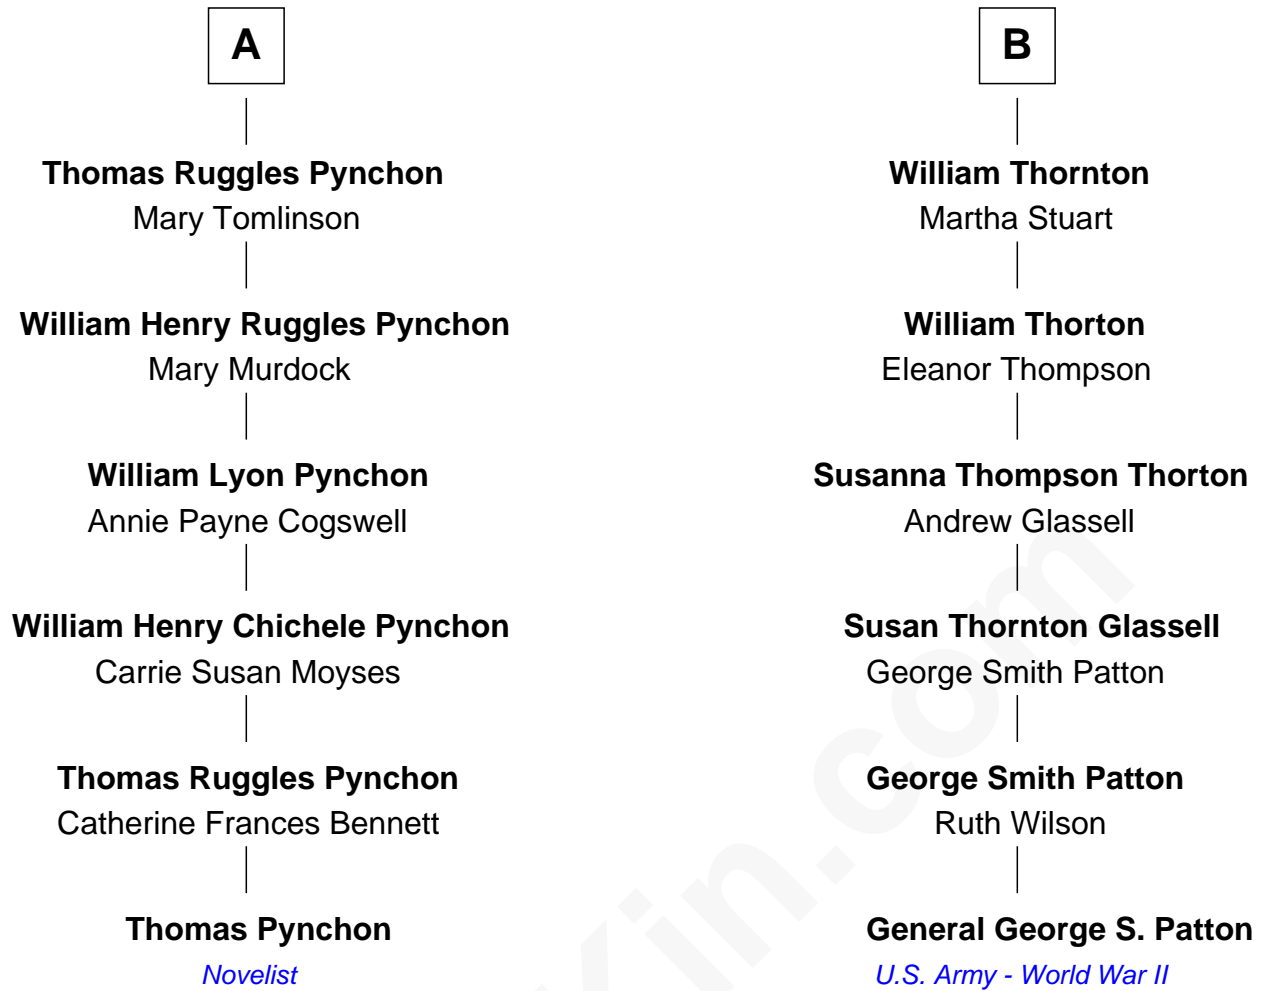 A
Thomas Ruggles Pynchon
Mary Tomlinson
William Henry Ruggles Pynchon
Mary Murdock
William Lyon Pynchon
Annie Payne Cogswell
William Henry Chichele Pynchon
Carrie Susan Moyses
Thomas Ruggles Pynchon
Catherine Frances Bennett
Thomas Pynchon
Novelist
B
William Thornton
Martha Stuart
William Thorton
Eleanor Thompson
Susanna Thompson Thorton
Andrew Glassell
Susan Thornton Glassell
George Smith Patton
George Smith Patton
Ruth Wilson
General George S. Patton
U.S. Army - World War II
Kin.com